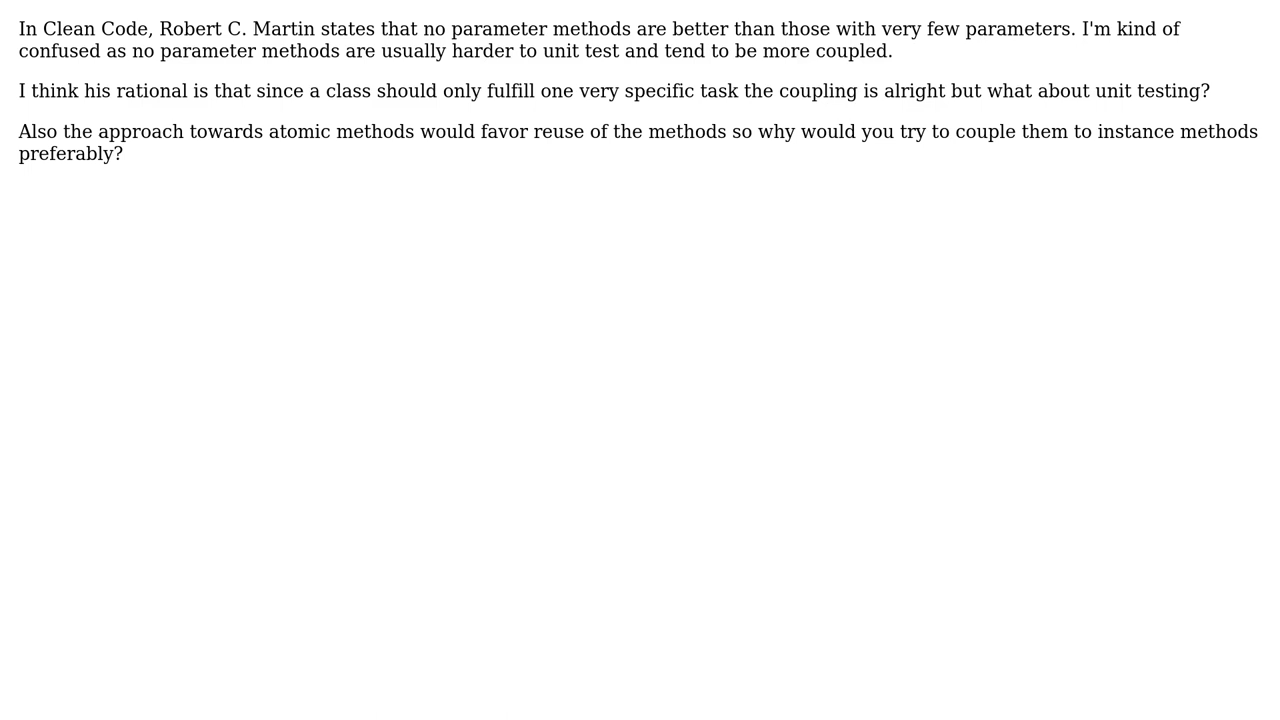 In Clean Code, Robert C. Martin states that no parameter methods are better than those with very few parameters. I'm kind of
confused as no parameter methods are usually harder to unit test and tend to be more coupled.
I think his rational is that since a class should only fulfill one very specific task the coupling is alright but what about unit testing?
Also the approach towards atomic methods would favor reuse of the methods so why would you try to couple them to instance methods
preferably?